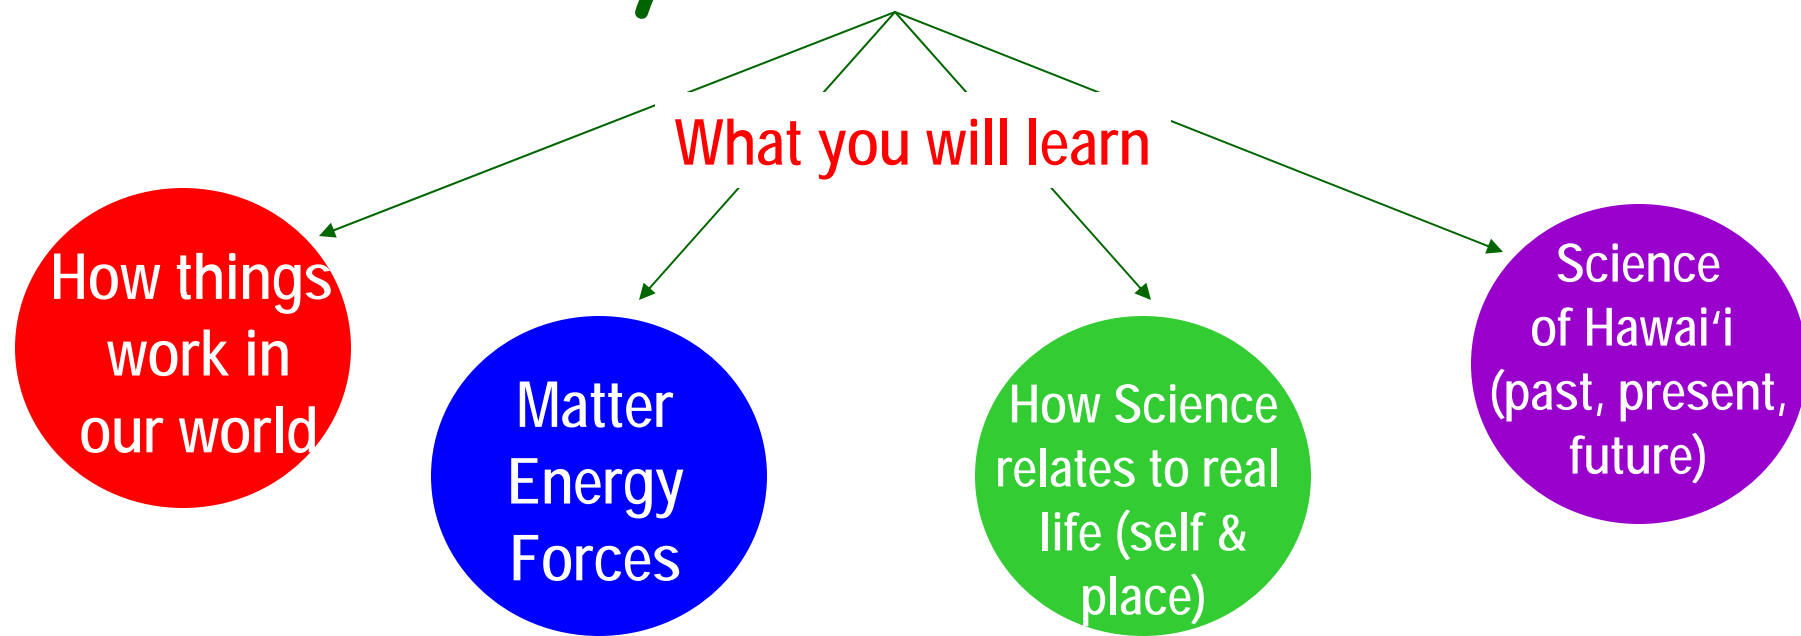 What you will learn
How things
work in
our world
Matter
Energy
Forces
How Science
relates to real
life (self &
place)
Science
of Hawai‘i
(past, present,
future)